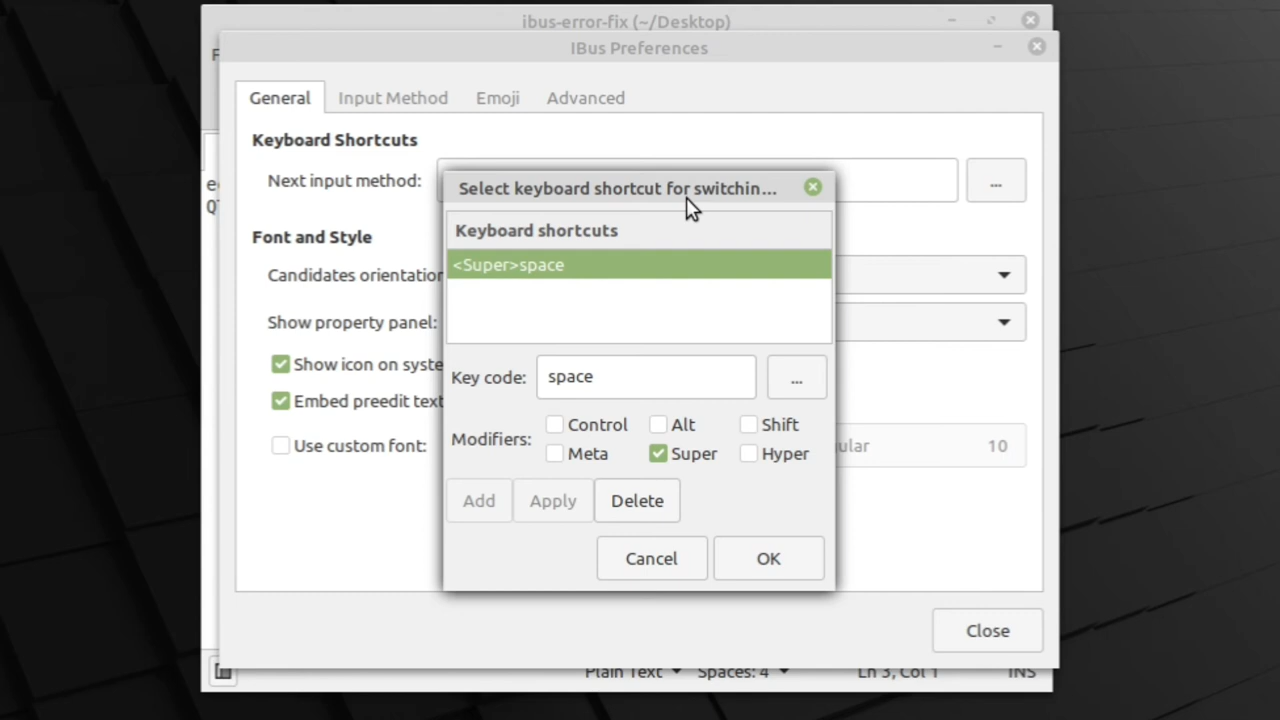 ibus-error-fix (~/Desktop)
IBus Preferences
General Input Method Emoji Advanced
Keyboard Shortcuts
Next input method: ...
Select keyboard shortcut for switchin...
Keyboard shortcuts
<Super>space
Font and Style
Candidates orientation
Show property panel:
Show icon on syste
Embed preedit text
Use custom font: ular 10
Key code: space ...
Modifiers: Control Alt Shift
Meta Super Hyper
Add Apply Delete
Cancel OK
Close
Plain Text Spaces: 4 Ln 3, Col 1 INS